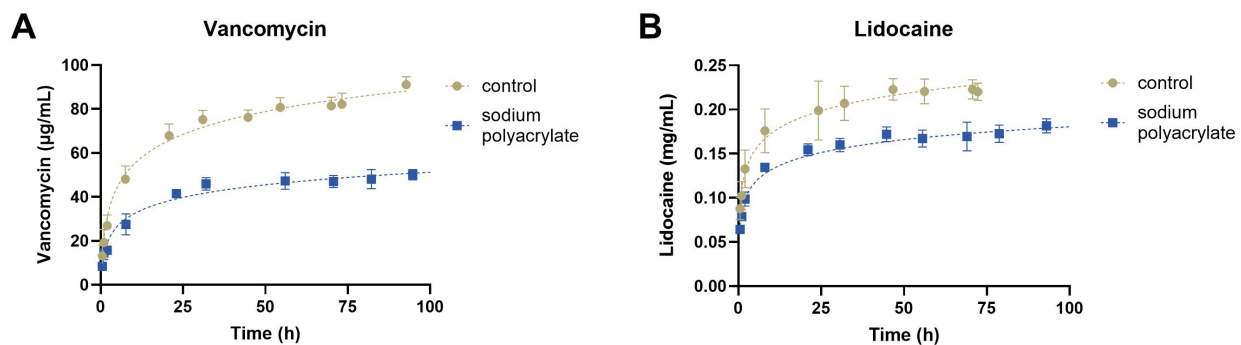 A
Vancomycin
Vancomycin (µg/mL)
100
80
60
40
20
0
0 25 50 75 100
Time (h)
control
sodium
polyacrylate
B
Lidocaine
Lidocaine (mg/mL)
0.25
0.20
0.15
0.10
0.05
0.00
0 25 50 75 100
Time (h)
control
sodium
polyacrylate